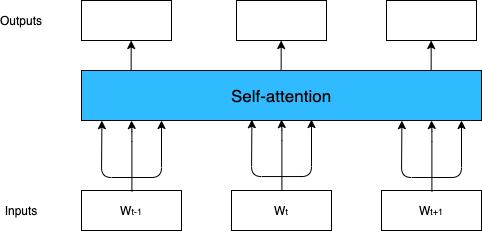 Outputs
Self-attention
Inputs
Wt-1
Wt
Wt+1